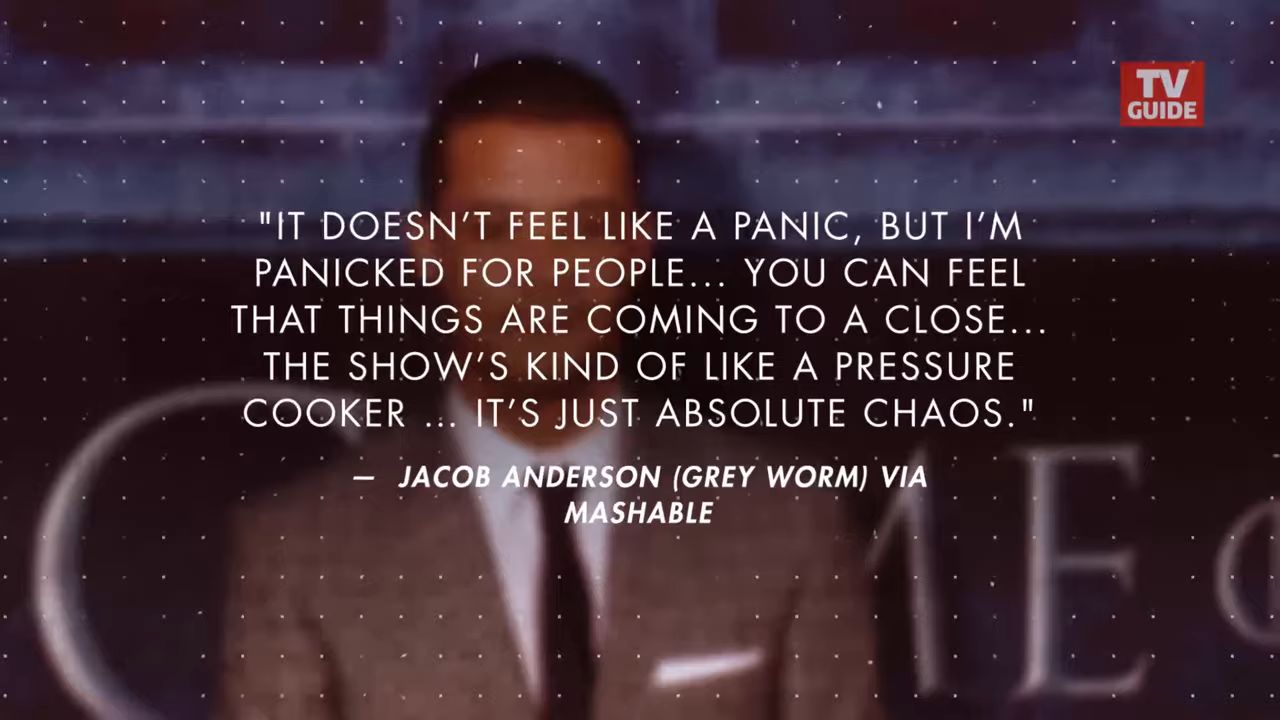 TV
GUIDE
"IT DOESN'T FEEL LIKE A PANIC, BUT I'M
PANICKED FOR PEOPLE... YOU CAN FEEL
THAT THINGS ARE COMING TO A CLOSE...
THE SHOW'S KIND OF LIKE A PRESSURE
COOKER ... IT'S JUST ABSOLUTE CHAOS."
— JACOB ANDERSON (GREY WORM) VIA
MASHABLE